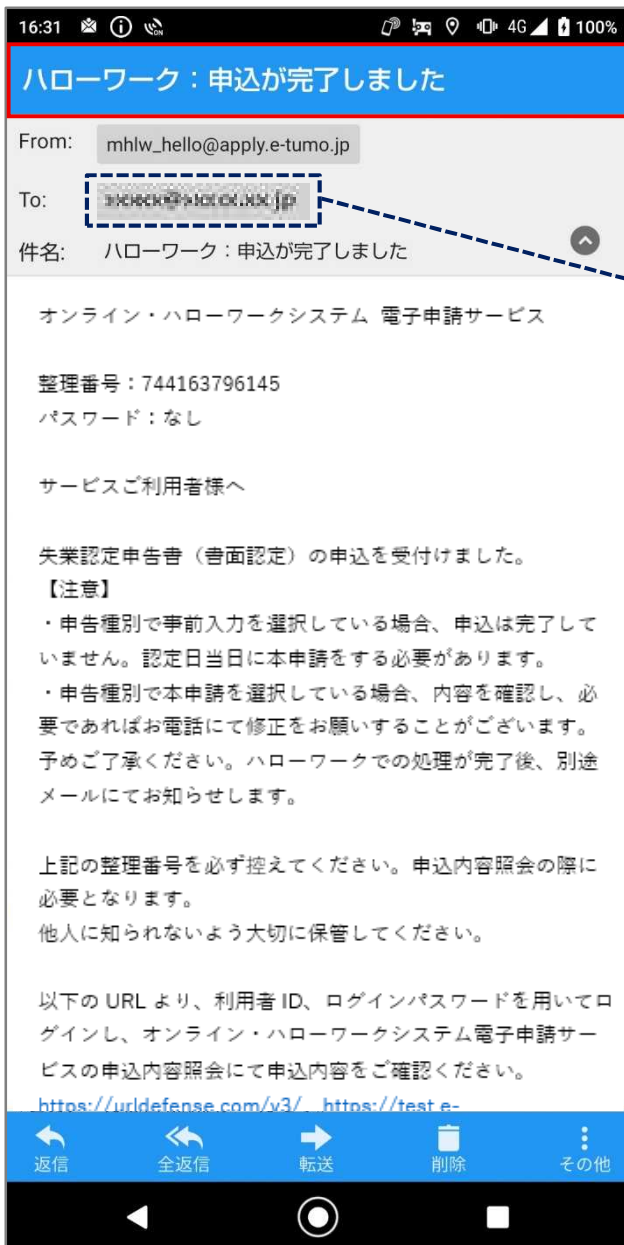 16:31 4G 100%
ハローワーク：申込が完了しました
From: mhlw_hello@apply.e-tumo.jp
To:
件名: ハローワーク：申込が完了しました
オンライン・ハローワークシステム 電子申請サービス
整理番号：744163796145
パスワード：なし
サービスご利用者様へ
失業認定申告書（書面認定）の申込を受付けました。
【注意】
・申告種別で事前入力を選択している場合、申込は完了して
いません。認定日当日に本申請をする必要があります。
・申告種別で本申請を選択している場合、内容を確認し、必
要であればお電話にて修正をお願いすることがございます。
予めご了承ください。ハローワークでの処理が完了後、別途
メールにてお知らせします。
上記の整理番号を必ず控えてください。申込内容照会の際に
必要となります。
他人に知られないよう大切に保管してください。
以下の URL より、利用者 ID、ログインパスワードを用いてロ
グインし、オンライン・ハローワークシステム電子申請サー
ビスの申込内容照会にて申込内容をご確認ください。
https://urldefense.com/v3/__https://test.e-
返信 全返信 転送 削除 その他